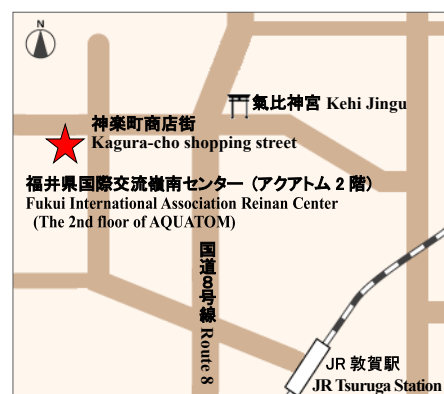 N
氣比神宮 Kehi Jingu
神楽町商店街
Kagura-cho shopping street
福井県国際交流嶺南センター（アクアトム２階）
Fukui International Association Reinan Center
(The 2nd floor of AQUATOM)
国道８号線 Route 8
JR 敦賀駅
JR Tsuruga Station